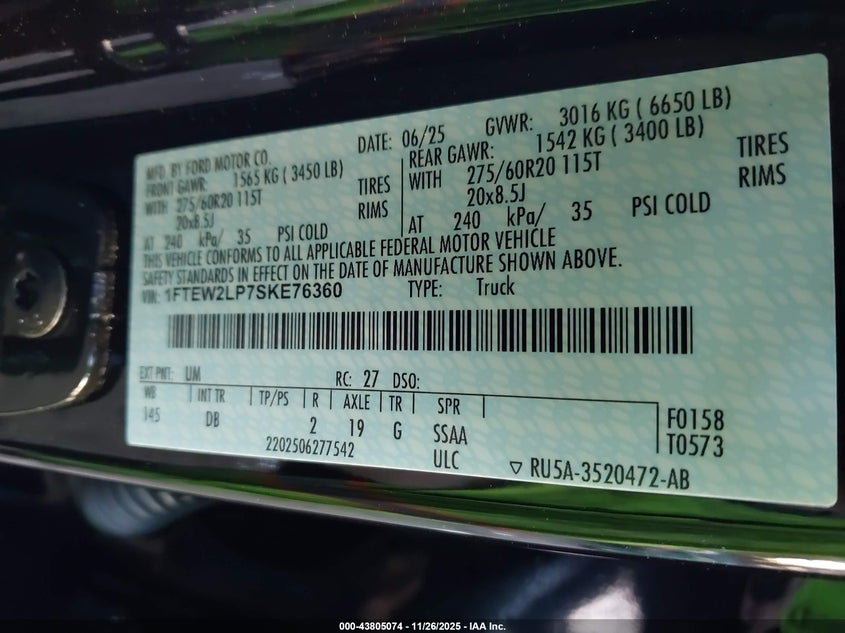 MFD. BY FORD MOTOR CO.
DATE: 06/25 GVWR: 3016 KG ( 6650 LB)
FRONT GAWR: 1565 KG ( 3450 LB)
REAR GAWR: 1542 KG ( 3400 LB)
WITH 275/60R20 115T TIRES
WITH 275/60R20 115T TIRES
20x8.5J RIMS
20x8.5J RIMS
AT 240 kPa/ 35 PSI COLD
AT 240 kPa/ 35 PSI COLD
THIS VEHICLE CONFORMS TO ALL APPLICABLE FEDERAL MOTOR VEHICLE
SAFETY STANDARDS IN EFFECT ON THE DATE OF MANUFACTURE SHOWN ABOVE.
VIN: 1FTEW2LP7SKE76360 TYPE: Truck
EXT PNT: UM RC: 27 DSO:
WB INT TR TP/PS R AXLE TR SPR
145 DB 2 19 G SSAA
F0158
T0573
2202506277542 ULC
▽ RU5A-3520472-AB
000-43805074 - 11/26/2025 - IAA Inc.